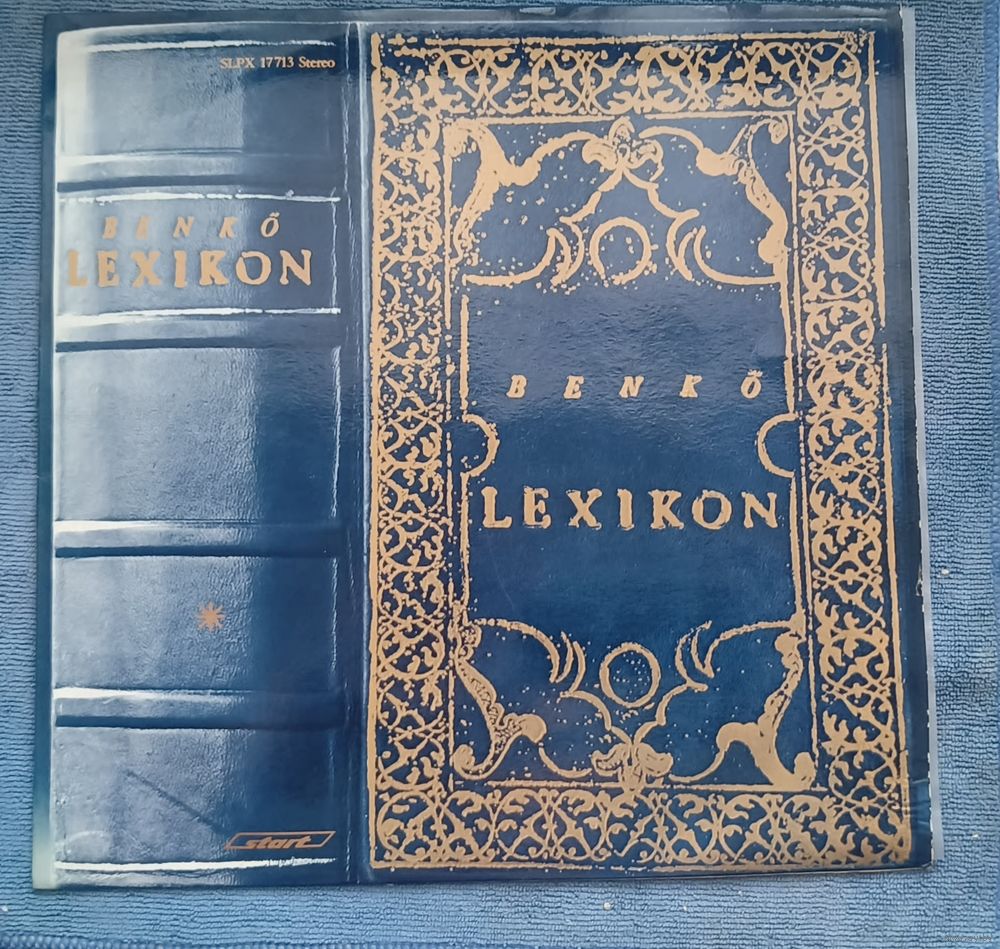 SLPX 17713 Stereo
BENKŐ
LEXIKON
start
BENKŐ
LEXIKON